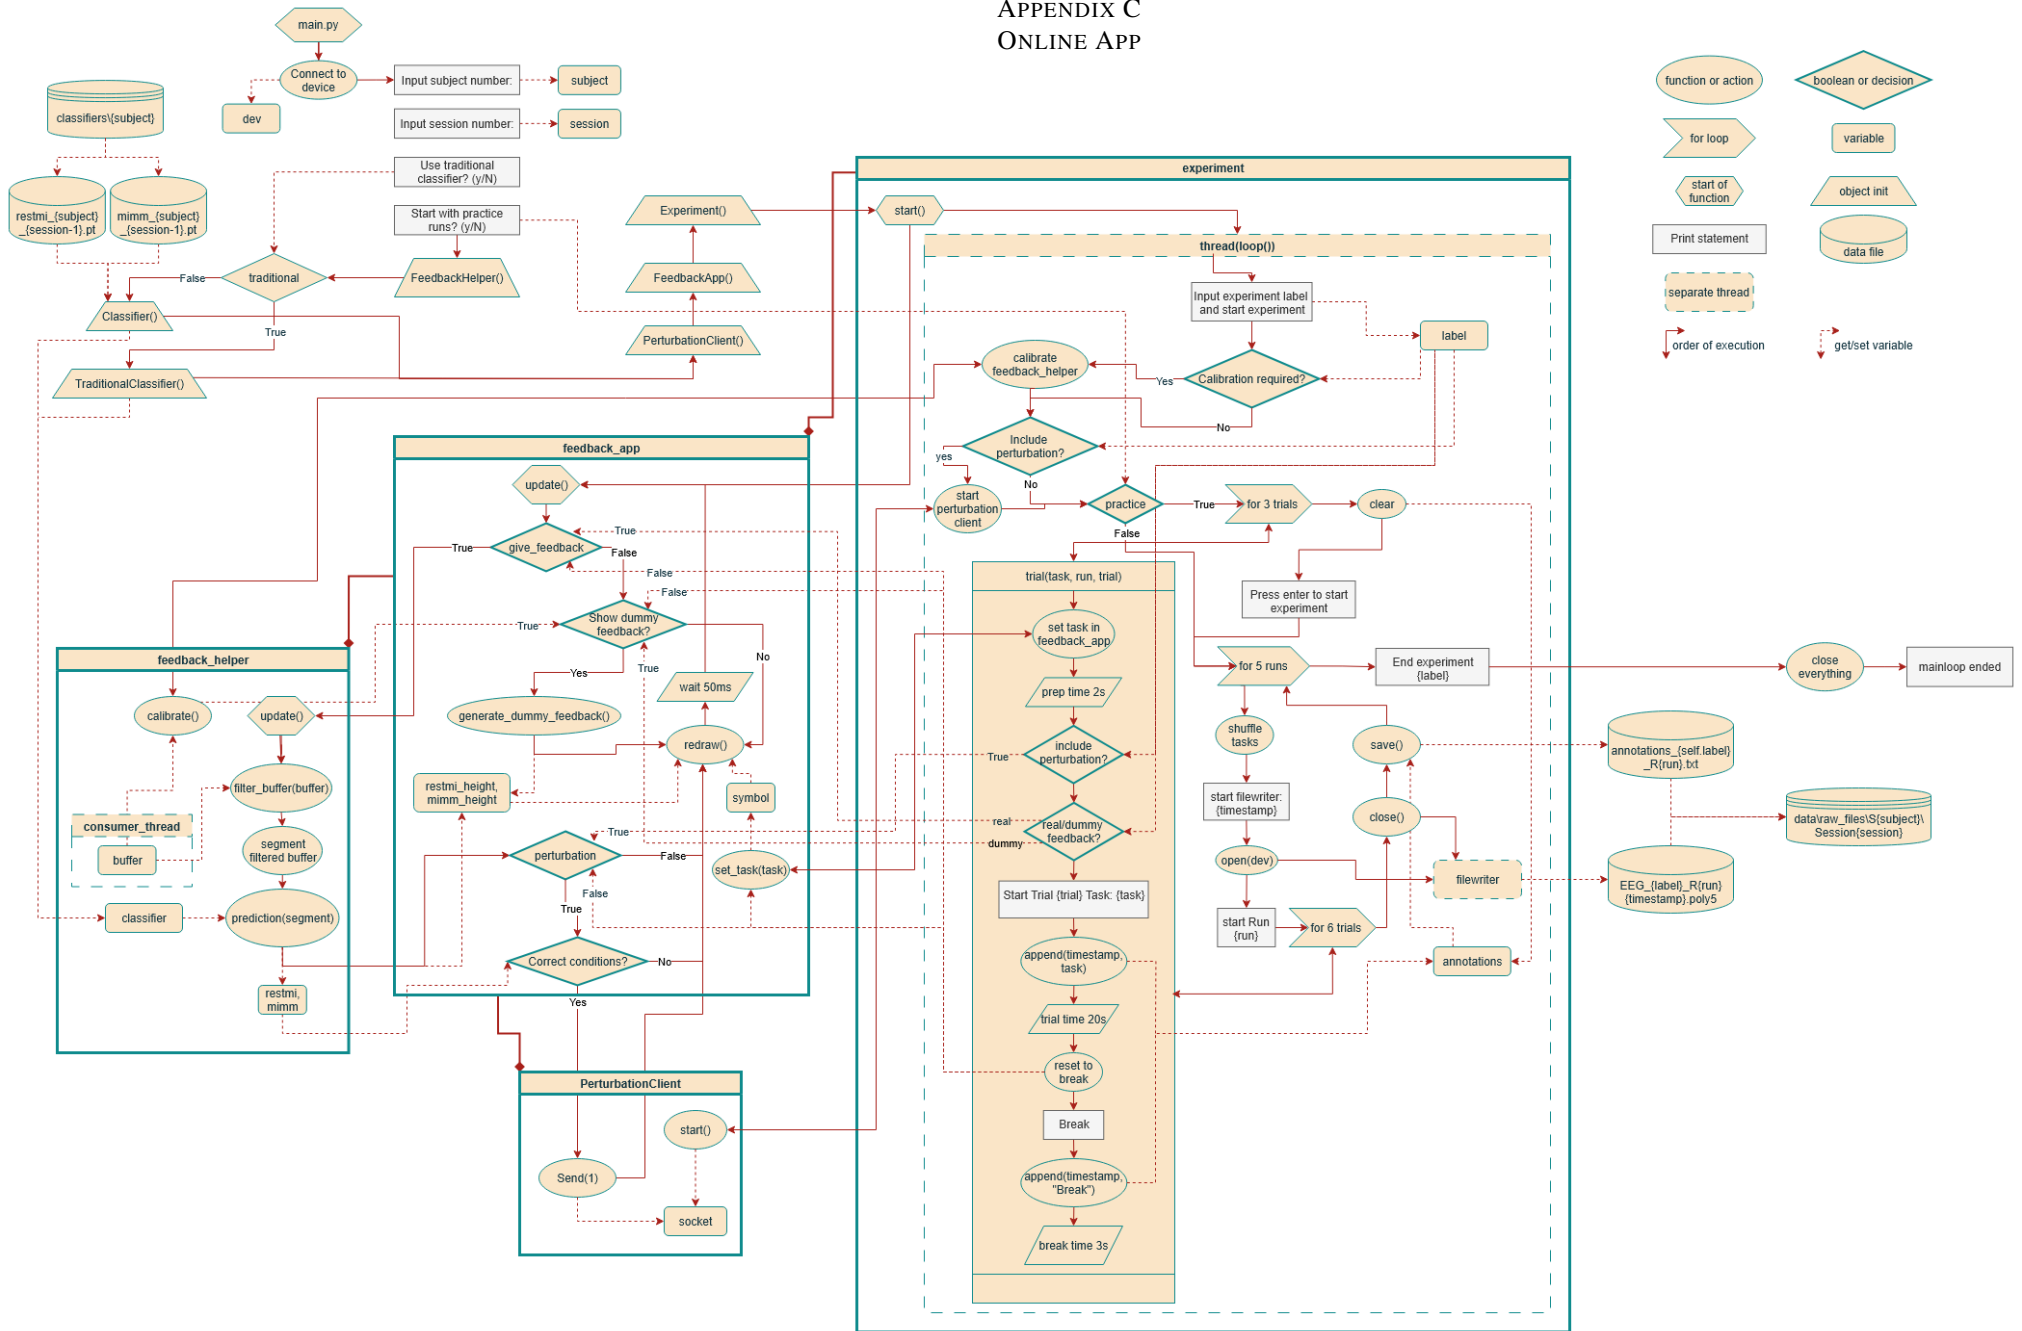 APPENDIX C
ONLINE APP
main.py
Connect to
device
dev
Input subject number:
subject
Input session number:
session
classifiers\{subject}
restmi_{subject}
_{session-1}.pt
mimm_{subject}
_{session-1}.pt
Use traditional
classifier? (y/N)
Start with practice
runs? (y/N)
traditional
False
True
FeedbackHelper()
Classifier()
TraditionalClassifier()
Experiment()
FeedbackApp()
PerturbationClient()
function or action
boolean or decision
for loop
variable
start of
function
object init
Print statement
data file
separate thread
order of execution
get/set variable
experiment
start()
thread(loop())
Input experiment label
and start experiment
label
calibrate
feedback_helper
Yes
Calibration required?
No
Include
perturbation?
yes
No
start
perturbation
client
practice
True
False
for 3 trials
clear
Press enter to start
experiment
trial(task, run, trial)
set task in
feedback_app
prep time 2s
include
perturbation?
True
real/dummy
feedback?
real
dummy
Start Trial {trial} Task: {task}
append(timestamp,
task)
trial time 20s
reset to
break
Break
append(timestamp,
"Break")
break time 3s
for 5 runs
End experiment
{label}
close
everything
mainloop ended
shuffle
tasks
save()
start filewriter:
{timestamp}
close()
open(dev)
filewriter
start Run
{run}
for 6 trials
annotations
annotations_{self.label}
_R{run}.txt
data\raw_files\S{subject}\
Session{session}
EEG_{label}_R{run}
{timestamp}.poly5
feedback_app
update()
give_feedback
True
False
True
False
False
Show dummy
feedback?
True
True
Yes
No
generate_dummy_feedback()
wait 50ms
redraw()
restmi_height,
mimm_height
symbol
perturbation
True
False
False
True
set_task(task)
Correct conditions?
No
Yes
feedback_helper
calibrate()
update()
filter_buffer(buffer)
consumer_thread
buffer
segment
filtered buffer
classifier
prediction(segment)
restmi,
mimm
PerturbationClient
start()
Send(1)
socket